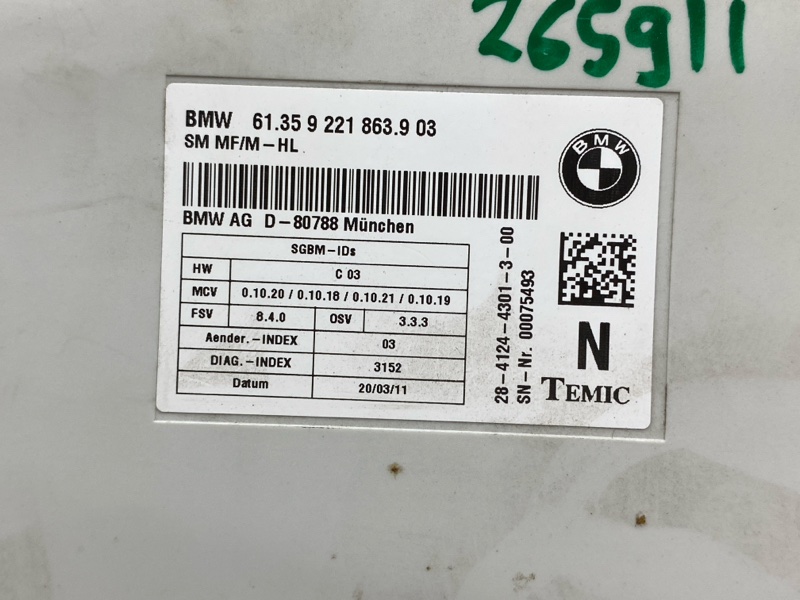 265911
BMW 61.35 9 221 863.9 03
SM MF/M-HL
BMW
BMW AG D-80788 München
SGBM-IDs
HW C 03
MCV 0.10.20 / 0.10.18 / 0.10.21 / 0.10.19
FSV 8.4.0 OSV 3.3.3
Aender.-INDEX 03
DIAG.-INDEX 3152
Datum 20/03/11
28-4124-4301-3-00
SN-Nr. 00075493
N
TEMIC